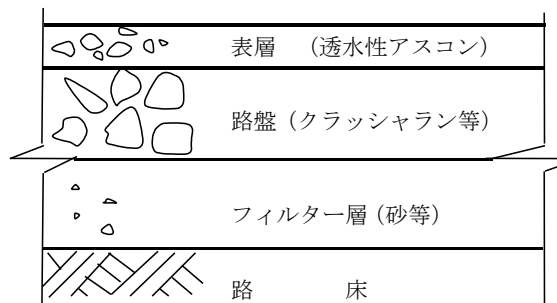 表層　（透水性アスコン）
路盤（クラッシャラン等）
フィルター層（砂等）
路　　　床